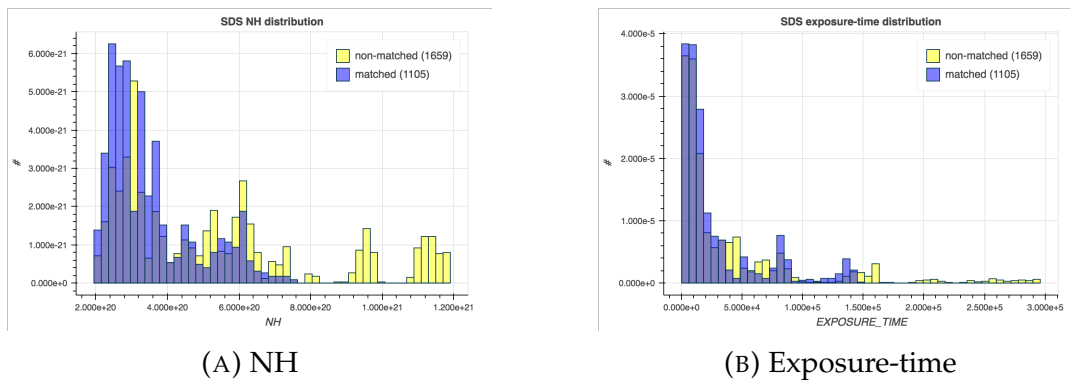 SDS NH distribution
non-matched (1659)
matched (1105)
6.000e-21
5.000e-21
4.000e-21
3.000e-21
2.000e-21
1.000e-21
0.000e+0
#
2.000e+20
4.000e+20
6.000e+20
8.000e+20
1.000e+21
1.200e+21
NH
(A) NH
SDS exposure-time distribution
non-matched (1659)
matched (1105)
4.000e-5
3.000e-5
2.000e-5
1.000e-5
0.000e+0
#
0.000e+0
5.000e+4
1.000e+5
1.500e+5
2.000e+5
2.500e+5
3.000e+5
EXPOSURE_TIME
(B) Exposure-time